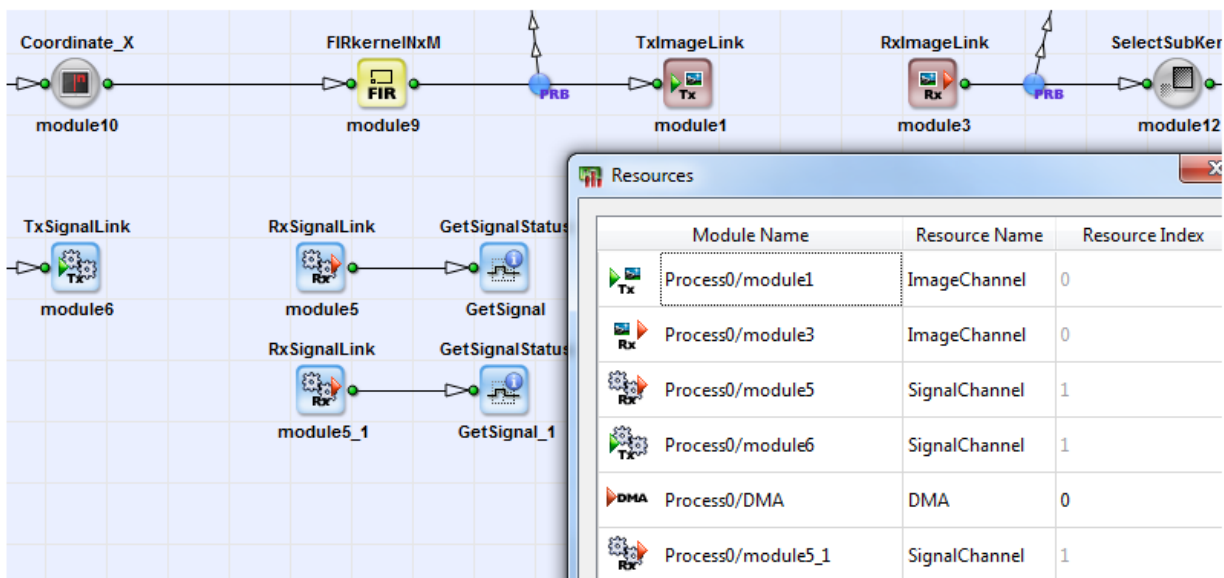 Coordinate_X FIRkernelNxM TxImageLink RxImageLink SelectSubKer
FIR PRB Tx Rx PRB
module10 module9 module1 module3 module12
Resources
TxSignalLink RxSignalLink GetSignalStatus
Module Name Resource Name Resource Index
Tx Rx
Tx Process0/module1 ImageChannel 0
module6 module5 GetSignal
Rx Process0/module3 ImageChannel 0
RxSignalLink GetSignalStatus
Rx
Rx Process0/module5 SignalChannel 1
module5_1 GetSignal_1
Tx Process0/module6 SignalChannel 1
DMA Process0/DMA DMA 0
Rx Process0/module5_1 SignalChannel 1